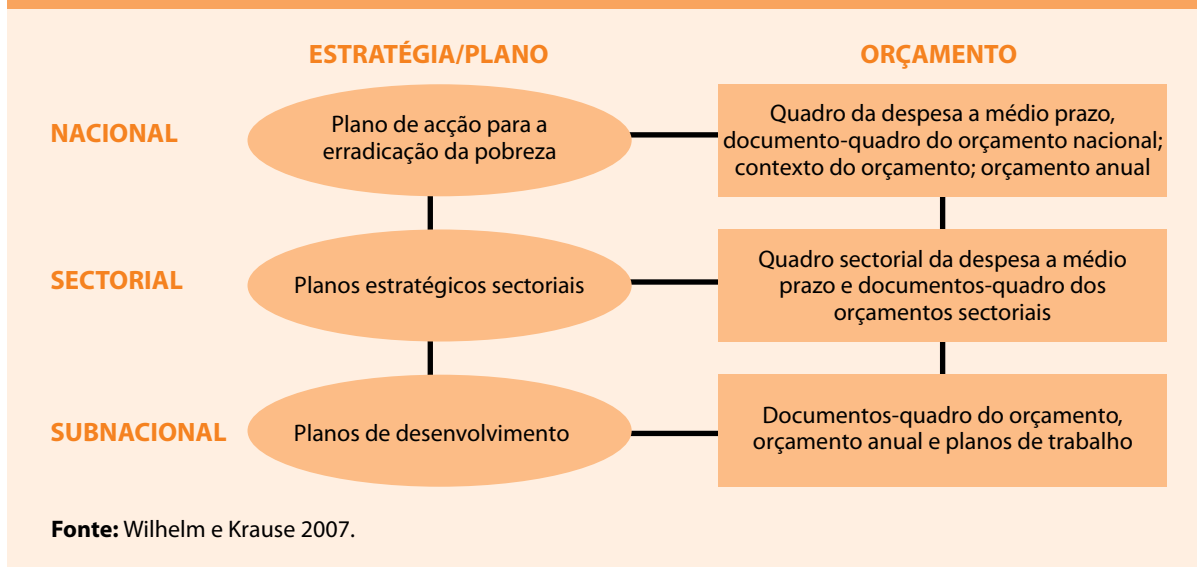 ESTRATÉGIA/PLANO
ORÇAMENTO
NACIONAL
Plano de acção para a
erradicação da pobreza
Quadro da despesa a médio prazo,
documento-quadro do orçamento nacional;
contexto do orçamento; orçamento anual
SECTORIAL
Planos estratégicos sectoriais
Quadro sectorial da despesa a médio
prazo e documentos-quadro dos
orçamentos sectoriais
SUBNACIONAL
Planos de desenvolvimento
Documentos-quadro do orçamento,
orçamento anual e planos de trabalho
Fonte: Wilhelm e Krause 2007.